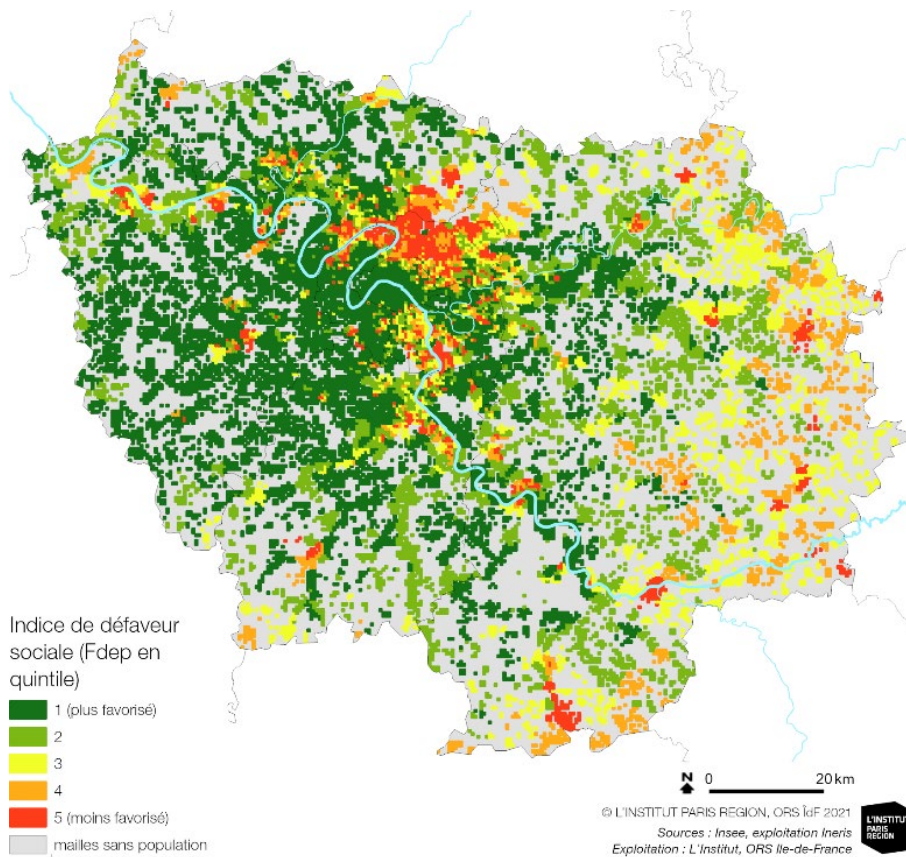 Indice de défaveur
sociale (Fdep en
quintile)
1 (plus favorisé)
2
3
4
5 (moins favorisé)
mailles sans population
N 0 20 km
© L'INSTITUT PARIS REGION, ORS ÎdF 2021
Sources : Insee, exploitation Ineris
Exploitation : L'Institut, ORS Ile-de-France
L'INSTITUT
PARIS
REGION